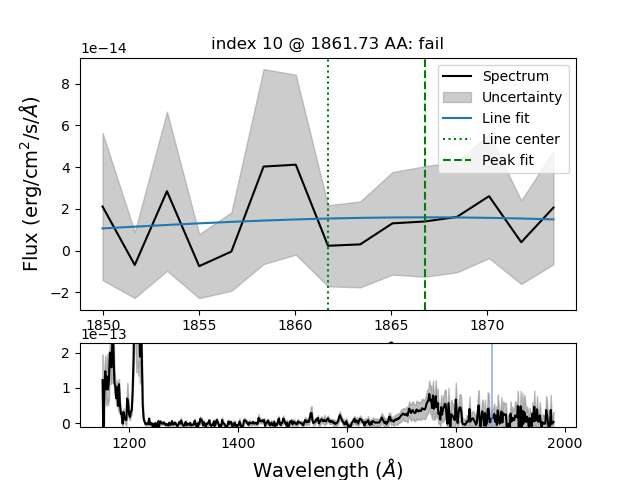 index 10 @ 1861.73 AA: fail
1e−14
8
6
4
2
0
−2
Flux (erg/cm²/s/Å)
Spectrum
Uncertainty
Line fit
Line center
Peak fit
1850 1855 1860 1865 1870
1e−13
2
1
0
1200 1400 1600 1800 2000
Wavelength (Å)